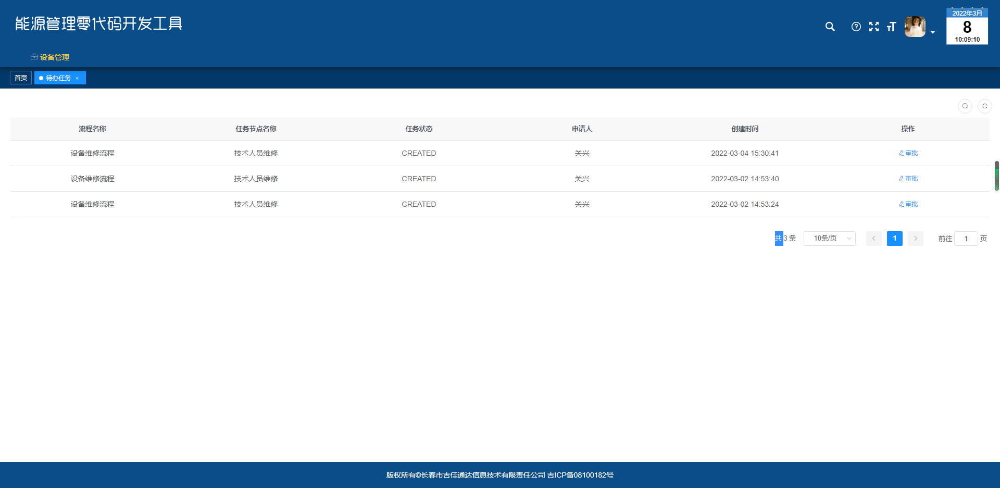 能源管理零代码开发工具
2022年3月
8
10:09:10
设备管理
首页 待办任务 ×
流程名称 任务节点名称 任务状态 申请人 创建时间 操作
设备维修流程 技术人员维修 CREATED 关兴 2022-03-04 15:30:41 审批
设备维修流程 技术人员维修 CREATED 关兴 2022-03-02 14:53:40 审批
设备维修流程 技术人员维修 CREATED 关兴 2022-03-02 14:53:24 审批
共 3 条 10条/页 1 前往 1 页
版权所有©长春市吉佳通达信息技术有限责任公司 吉ICP备08100182号